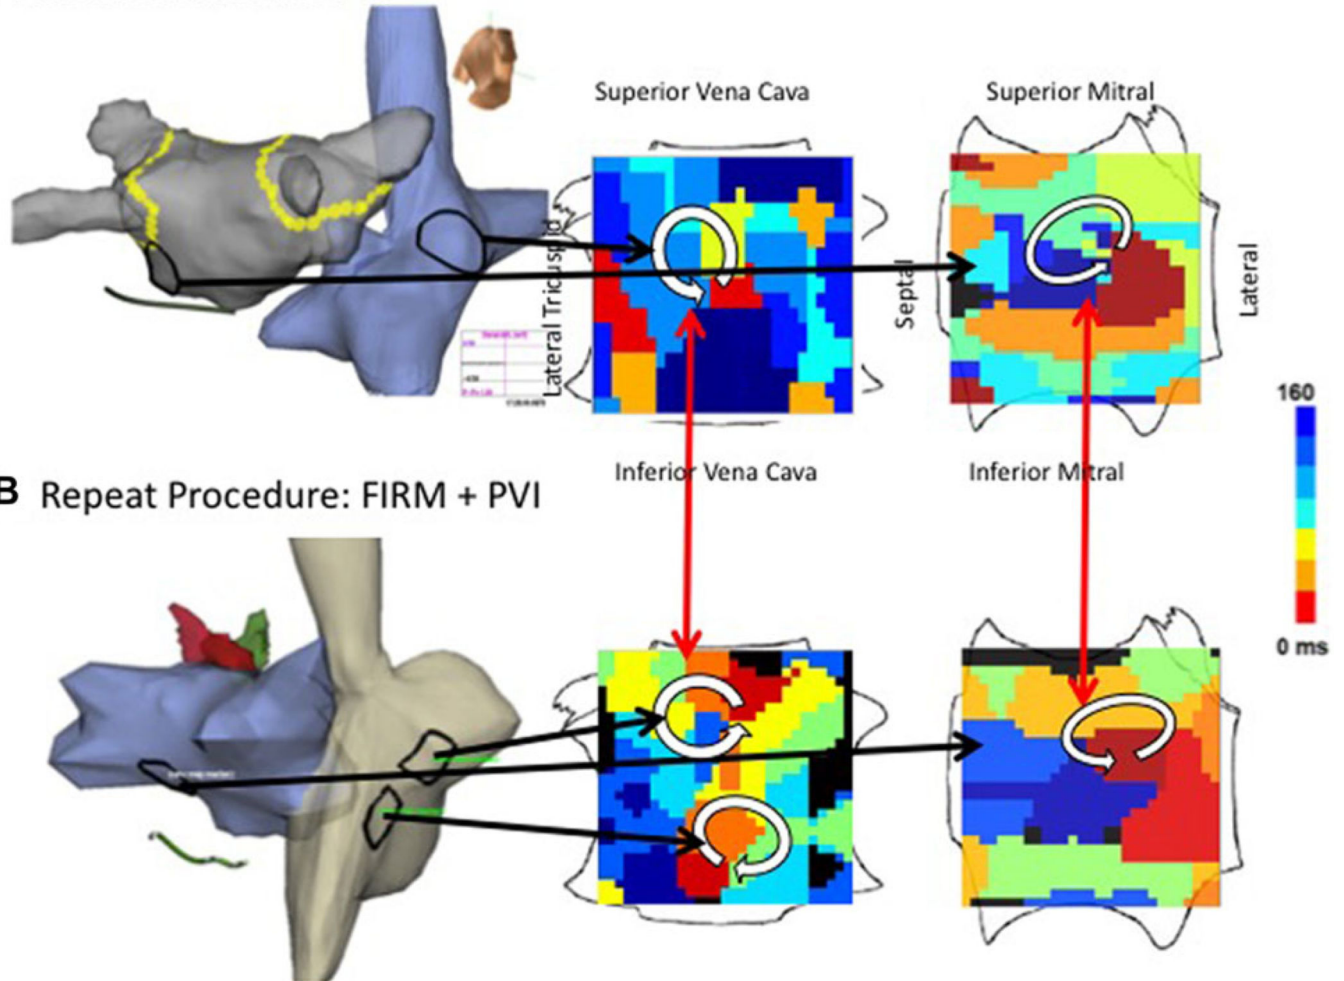 Superior Vena Cava
Superior Mitral
Lateral Tricuspid
Septal
Lateral
160
Inferior Vena Cava
Inferior Mitral
B Repeat Procedure: FIRM + PVI
0 ms